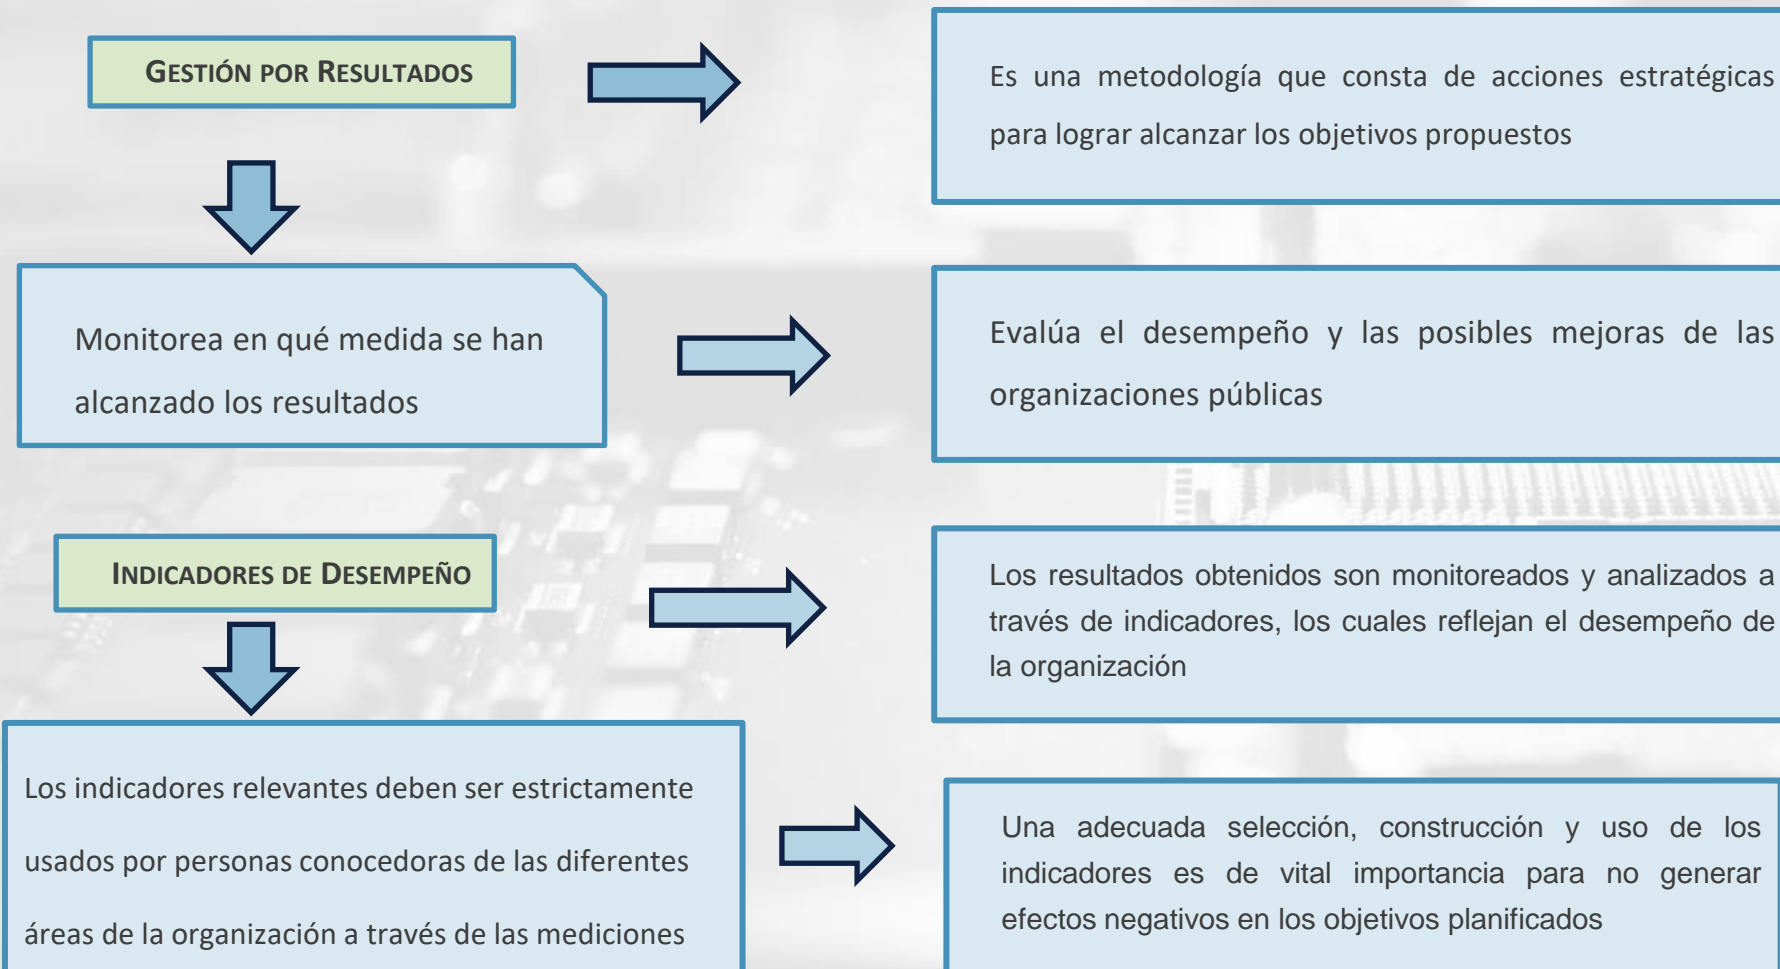 GESTIÓN POR RESULTADOS
Es una metodología que consta de acciones estratégicas
para lograr alcanzar los objetivos propuestos
Monitorea en qué medida se han
alcanzado los resultados
Evalúa el desempeño y las posibles mejoras de las
organizaciones públicas
INDICADORES DE DESEMPEÑO
Los resultados obtenidos son monitoreados y analizados a
través de indicadores, los cuales reflejan el desempeño de
la organización
Los indicadores relevantes deben ser estrictamente
usados por personas conocedoras de las diferentes
áreas de la organización a través de las mediciones
Una adecuada selección, construcción y uso de los
indicadores es de vital importancia para no generar
efectos negativos en los objetivos planificados